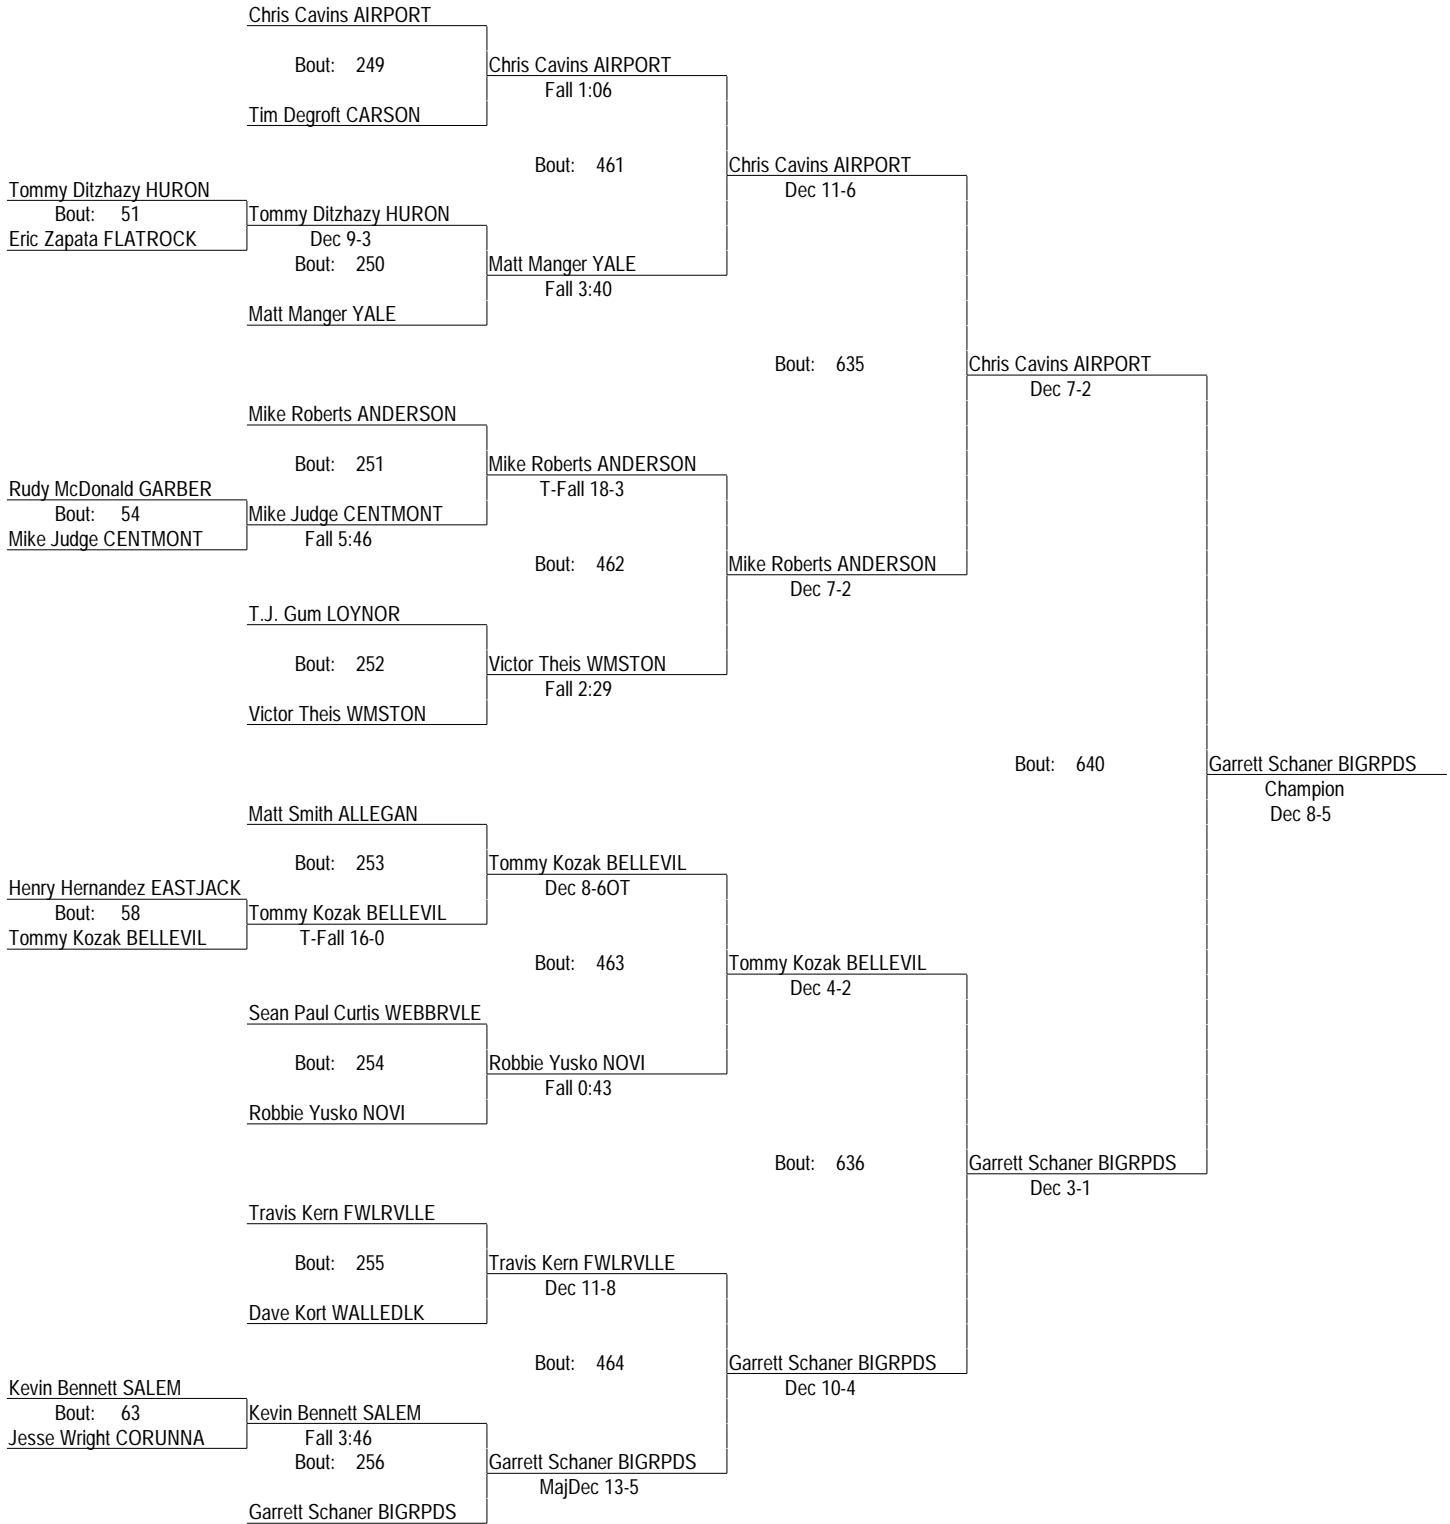 Chris Cavins AIRPORT
Bout: 249
Chris Cavins AIRPORT
Fall 1:06
Tim Degroft CARSON
Bout: 461
Chris Cavins AIRPORT
Dec 11-6
Tommy Ditzhazy HURON
Bout: 51
Tommy Ditzhazy HURON
Eric Zapata FLATROCK
Dec 9-3
Bout: 250
Matt Manger YALE
Fall 3:40
Matt Manger YALE
Bout: 635
Chris Cavins AIRPORT
Dec 7-2
Mike Roberts ANDERSON
Bout: 251
Mike Roberts ANDERSON
T-Fall 18-3
Rudy McDonald GARBER
Bout: 54
Mike Judge CENTMONT
Mike Judge CENTMONT
Fall 5:46
Bout: 462
Mike Roberts ANDERSON
Dec 7-2
T.J. Gum LOYNOR
Bout: 252
Victor Theis WMSTON
Fall 2:29
Victor Theis WMSTON
Bout: 640
Garrett Schaner BIGRPDS
Champion
Dec 8-5
Matt Smith ALLEGAN
Bout: 253
Tommy Kozak BELLEVIL
Dec 8-6OT
Henry Hernandez EASTJACK
Bout: 58
Tommy Kozak BELLEVIL
Tommy Kozak BELLEVIL
T-Fall 16-0
Bout: 463
Tommy Kozak BELLEVIL
Dec 4-2
Sean Paul Curtis WEBBRVLE
Bout: 254
Robbie Yusko NOVI
Fall 0:43
Robbie Yusko NOVI
Bout: 636
Garrett Schaner BIGRPDS
Dec 3-1
Travis Kern FWLRVLLE
Bout: 255
Travis Kern FWLRVLLE
Dec 11-8
Dave Kort WALLEDLK
Bout: 464
Garrett Schaner BIGRPDS
Dec 10-4
Kevin Bennett SALEM
Bout: 63
Kevin Bennett SALEM
Jesse Wright CORUNNA
Fall 3:46
Bout: 256
Garrett Schaner BIGRPDS
MajDec 13-5
Garrett Schaner BIGRPDS